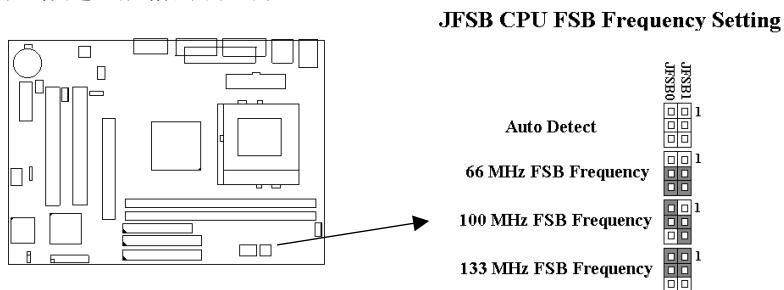 JFSB CPU FSB Frequency Setting
JFSB0
JFSB1
Auto Detect
1
66 MHz FSB Frequency
1
100 MHz FSB Frequency
1
133 MHz FSB Frequency
1